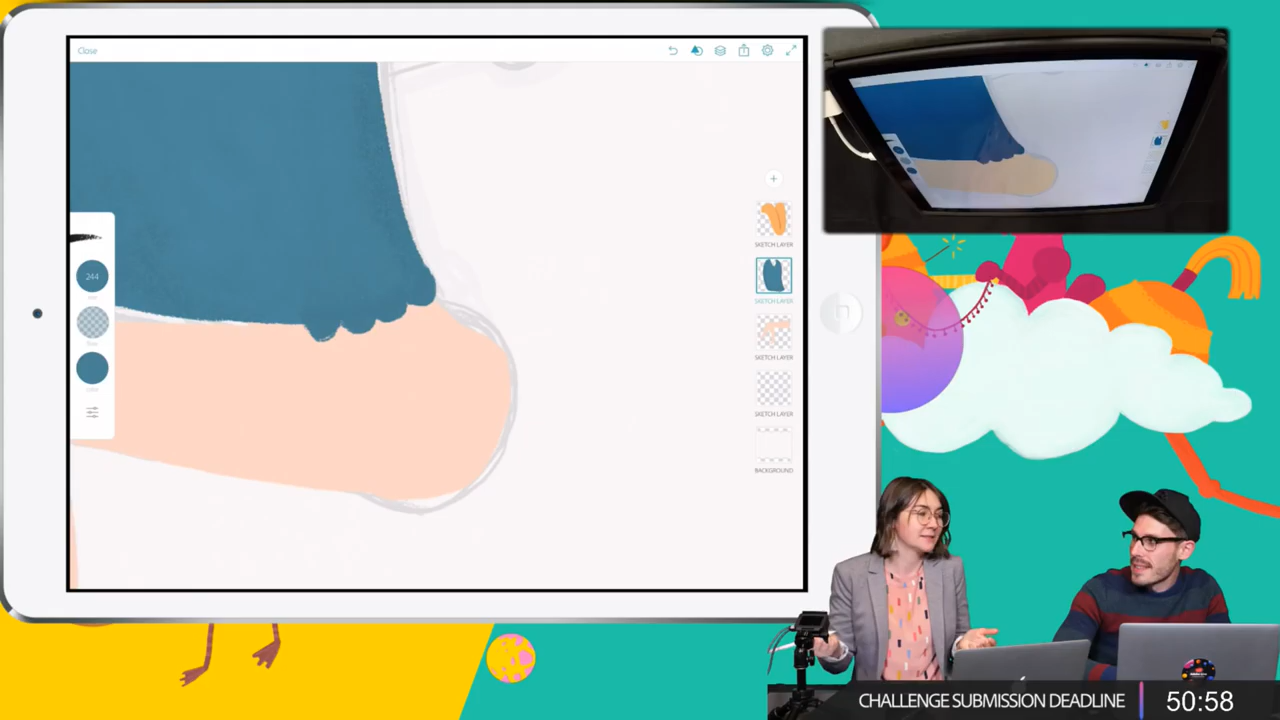 Close
244
SKETCH LAYER
SKETCH LAYER
SKETCH LAYER
SKETCH LAYER
BACKGROUND
CHALLENGE SUBMISSION DEADLINE
50:58